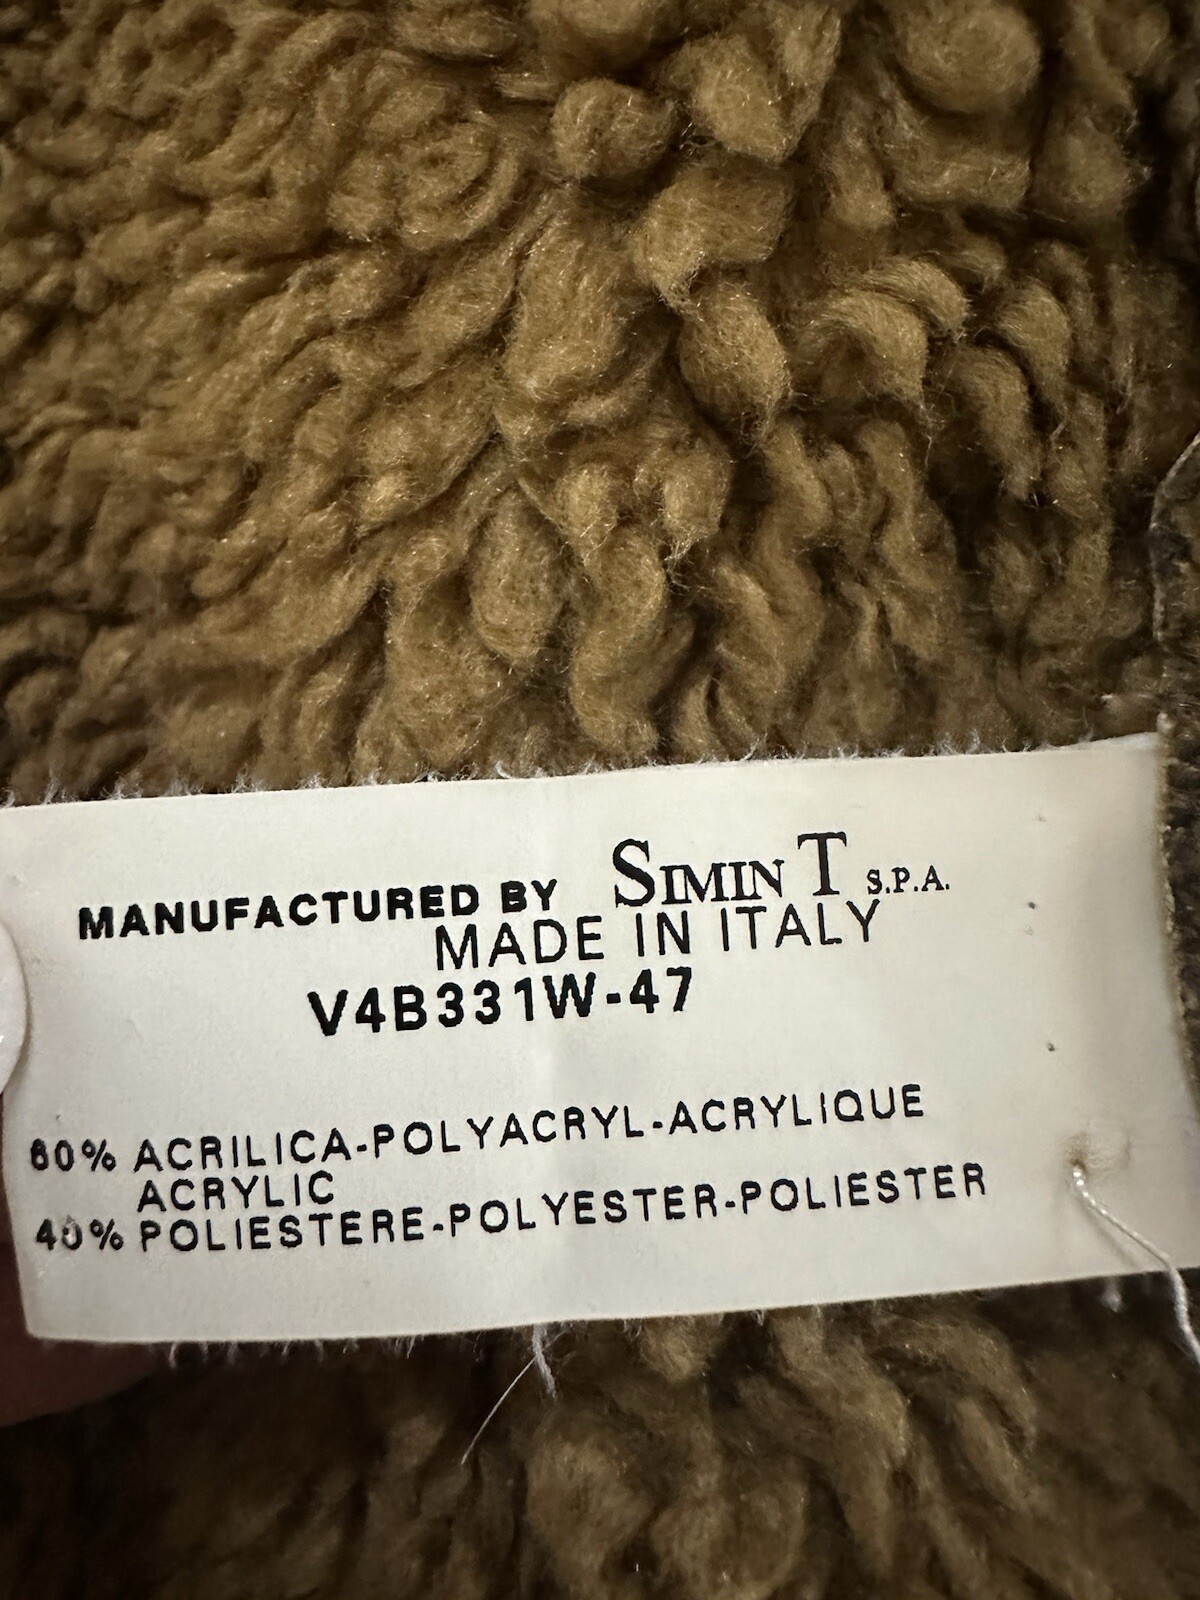 MANUFACTURED BY SIMIN T S.P.A.
MADE IN ITALY
V4B331W-47
60% ACRILICA-POLYACRYL-ACRYLIQUE
ACRYLIC
40% POLIESTERE-POLYESTER-POLIESTER